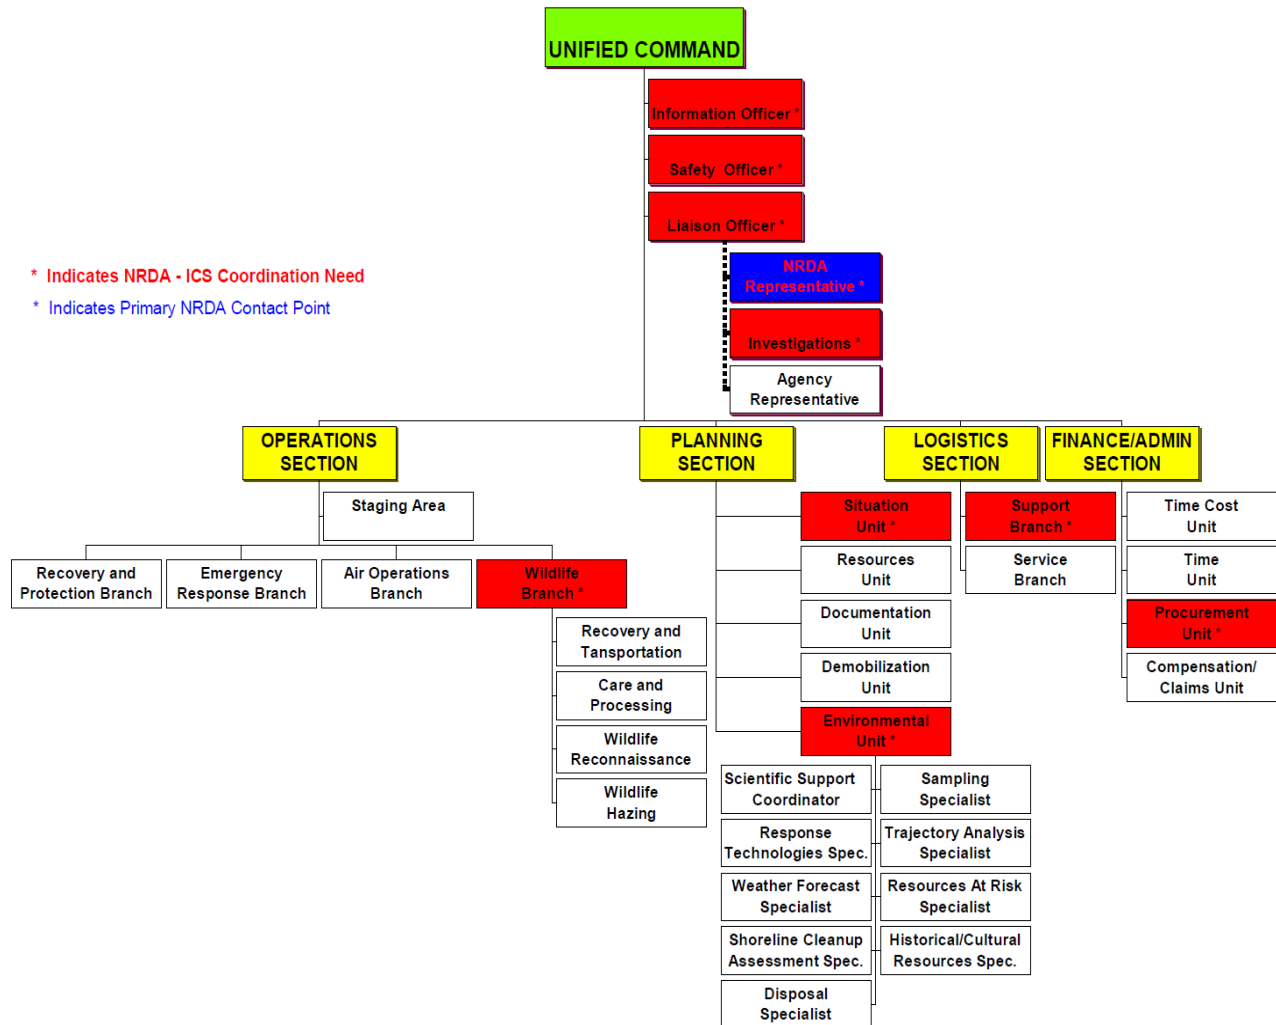 UNIFIED COMMAND
Information Officer *
Safety Officer *
Liaison Officer *
NRDA
Representative *
Investigations *
Agency
Representative
* Indicates NRDA - ICS Coordination Need
* Indicates Primary NRDA Contact Point
OPERATIONS
SECTION
PLANNING
SECTION
LOGISTICS
SECTION
FINANCE/ADMIN
SECTION
Staging Area
Recovery and
Protection Branch
Emergency
Response Branch
Air Operations
Branch
Wildlife
Branch *
Recovery and
Tansportation
Care and
Processing
Wildlife
Reconnaissance
Wildlife
Hazing
Situation
Unit *
Resources
Unit
Documentation
Unit
Demobilization
Unit
Environmental
Unit *
Scientific Support
Coordinator
Sampling
Specialist
Response
Technologies Spec.
Trajectory Analysis
Specialist
Weather Forecast
Specialist
Resources At Risk
Specialist
Shoreline Cleanup
Assessment Spec.
Historical/Cultural
Resources Spec.
Disposal
Specialist
Support
Branch *
Service
Branch
Time Cost
Unit
Time
Unit
Procurement
Unit *
Compensation/
Claims Unit